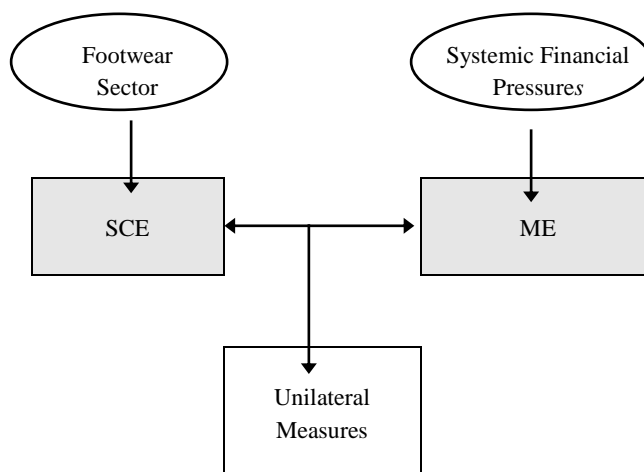 Footwear
Sector
Systemic Financial
Pressures
SCE
ME
Unilateral
Measures